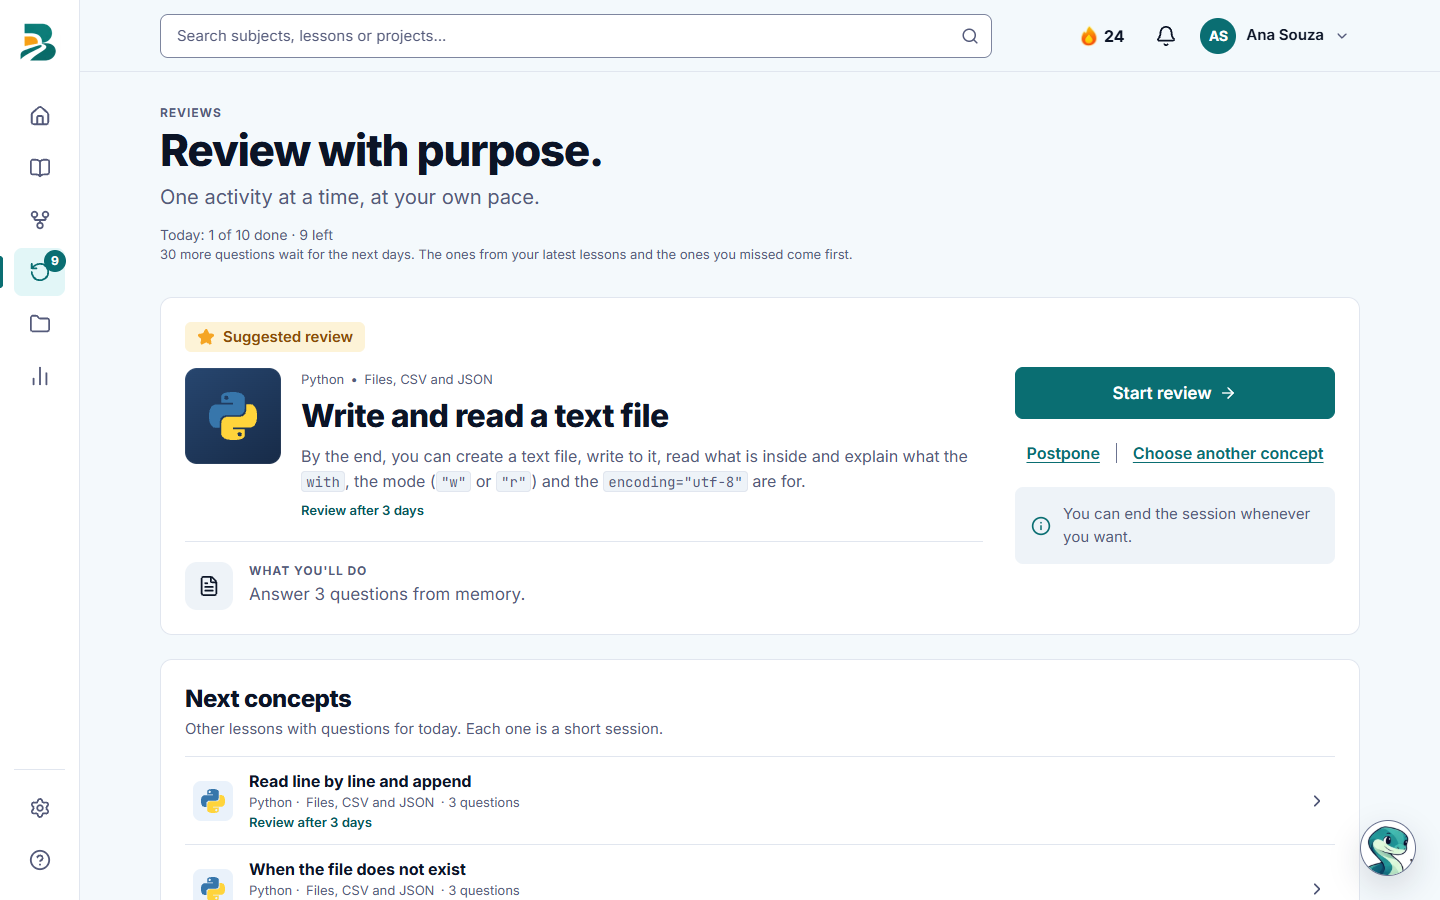 Search subjects, lessons or projects...
24
AS
Ana Souza
REVIEWS
Review with purpose.
One activity at a time, at your own pace.
Today: 1 of 10 done · 9 left
30 more questions wait for the next days. The ones from your latest lessons and the ones you missed come first.
9
Suggested review
Python • Files, CSV and JSON
Write and read a text file
By the end, you can create a text file, write to it, read what is inside and explain what the
with, the mode ("w" or "r") and the encoding="utf-8" are for.
Review after 3 days
Start review →
Postpone
Choose another concept
You can end the session whenever
you want.
WHAT YOU'LL DO
Answer 3 questions from memory.
Next concepts
Other lessons with questions for today. Each one is a short session.
Read line by line and append
Python · Files, CSV and JSON · 3 questions
Review after 3 days
When the file does not exist
Python · Files, CSV and JSON · 3 questions